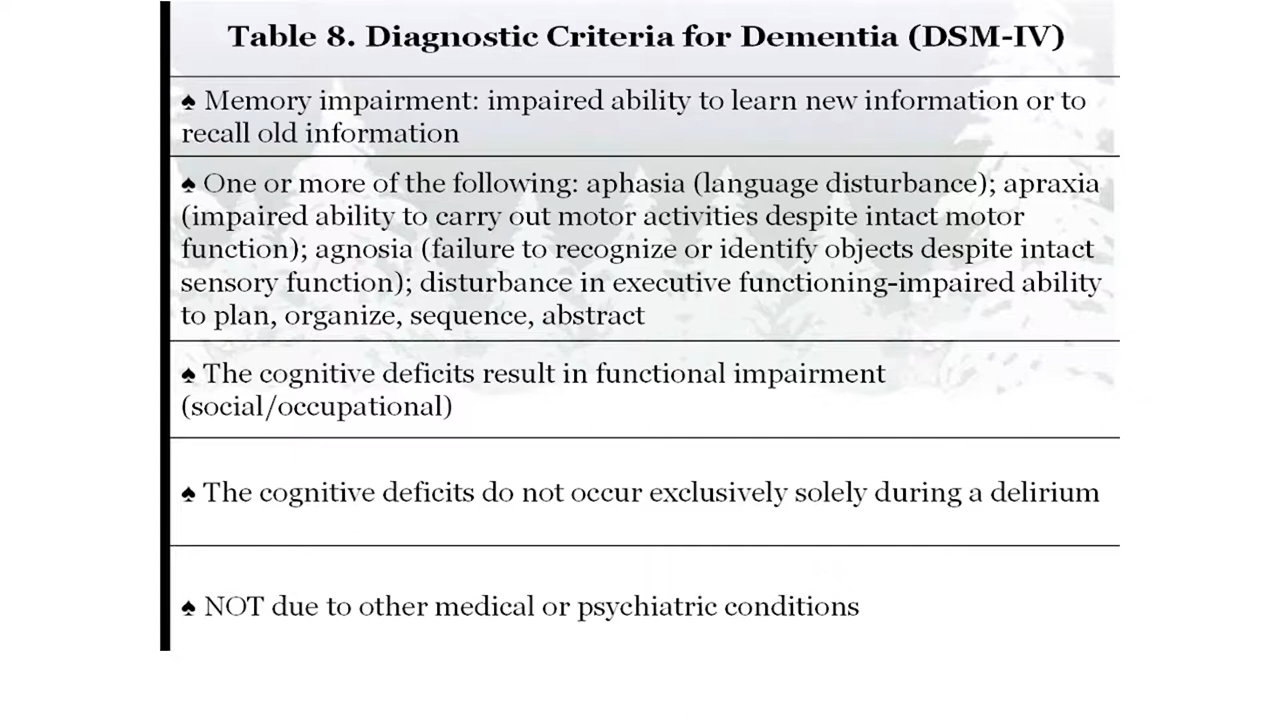 Table 8. Diagnostic Criteria for Dementia (DSM-IV)
♠ Memory impairment: impaired ability to learn new information or to
recall old information
♠ One or more of the following: aphasia (language disturbance); apraxia
(impaired ability to carry out motor activities despite intact motor
function); agnosia (failure to recognize or identify objects despite intact
sensory function); disturbance in executive functioning-impaired ability
to plan, organize, sequence, abstract
♠ The cognitive deficits result in functional impairment
(social/occupational)
♠ The cognitive deficits do not occur exclusively solely during a delirium
♠ NOT due to other medical or psychiatric conditions